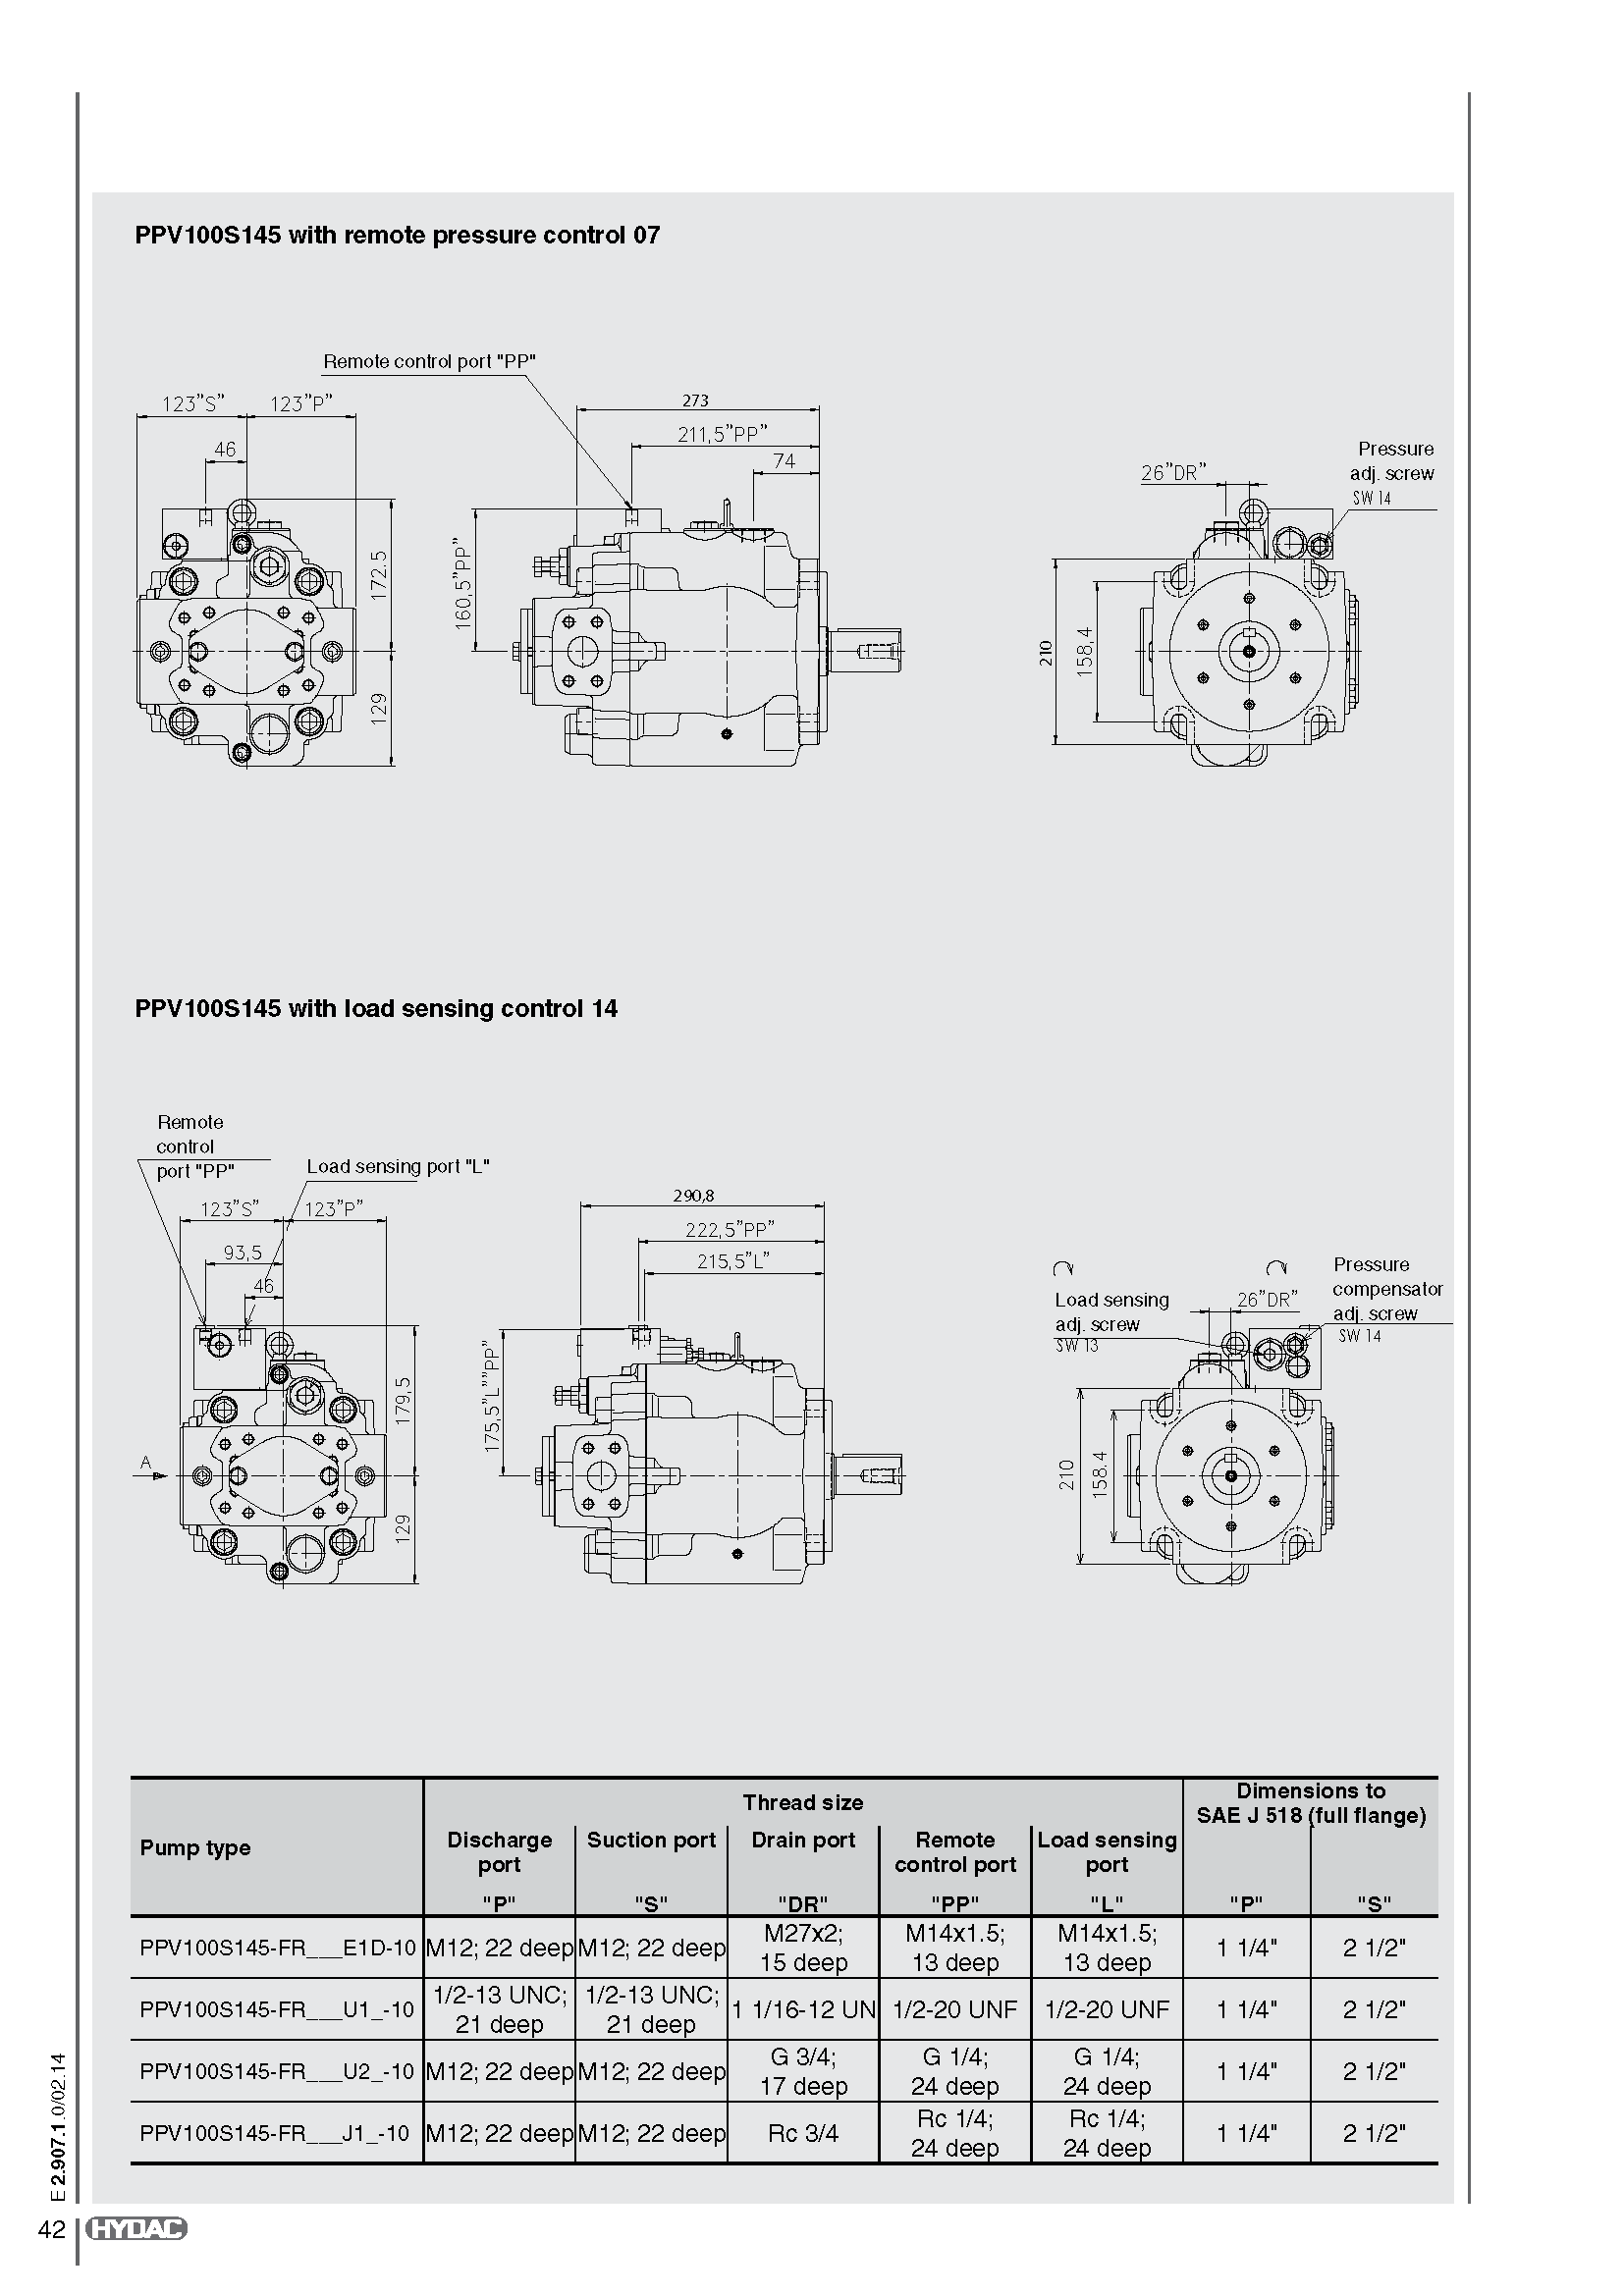 PPV100S145 with remote pressure control 07
Remote control port "PP"
123”S”
123”P”
46
172.5
129
273
211,5”PP”
74
160,5”PP”
26”DR”
Pressure
adj. screw
SW 14
210
158,4
PPV100S145 with load sensing control 14
Remote
control
port "PP"
Load sensing port "L"
123”S”
123”P”
93,5
46
179,5
129
A
290,8
222,5”PP”
215,5”L”
175,5”L””PP”
Load sensing
adj. screw
SW 13
26”DR”
Pressure
compensator
adj. screw
SW 14
210
158.4
Pump type
Thread size
Dimensions to
SAE J 518 (full flange)
Discharge
port
"P"
Suction port
"S"
Drain port
"DR"
Remote
control port
"PP"
Load sensing
port
"L"
"P"
"S"
PPV100S145-FR___E1D-10
M12; 22 deep
M12; 22 deep
M27x2;
15 deep
M14x1.5;
13 deep
M14x1.5;
13 deep
1 1/4"
2 1/2"
PPV100S145-FR___U1_-10
1/2-13 UNC;
21 deep
1/2-13 UNC;
21 deep
1 1/16-12 UN
1/2-20 UNF
1/2-20 UNF
1 1/4"
2 1/2"
PPV100S145-FR___U2_-10
M12; 22 deep
M12; 22 deep
G 3/4;
17 deep
G 1/4;
24 deep
G 1/4;
24 deep
1 1/4"
2 1/2"
PPV100S145-FR___J1_-10
M12; 22 deep
M12; 22 deep
Rc 3/4
Rc 1/4;
24 deep
Rc 1/4;
24 deep
1 1/4"
2 1/2"
E 2.907.1.0/02.14
42
HYDAC